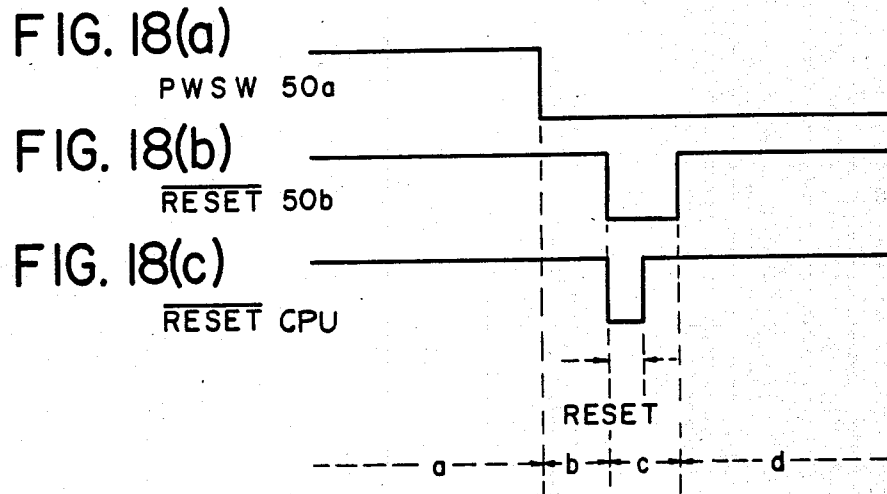 FIG. 18(a)
PWSW 50a
FIG. 18(b)
RESET 50b
FIG. 18(c)
RESET CPU
RESET
a b c d